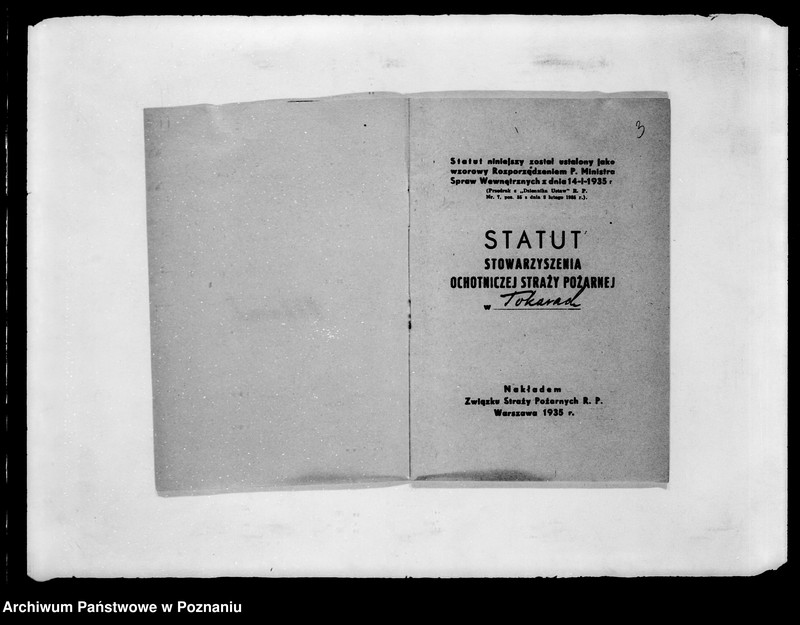 3
Statut niniejszy został ustalony jako
wzorowy Rozporządzeniem P. Ministra
Spraw Wewnętrznych z dnia 14-I-1935 r
(Przedruk z „Dziennika Ustaw" R. P.
Nr. 7, poz. 35 z dnia 8 lutego 1935 r.).
STATUT
STOWARZYSZENIA
OCHOTNICZEJ STRAŻY POŻARNEJ
w Tokarach
Nakładem
Związku Straży Pożarnych R. P.
Warszawa 1935 r.
Archiwum Państwowe w Poznaniu